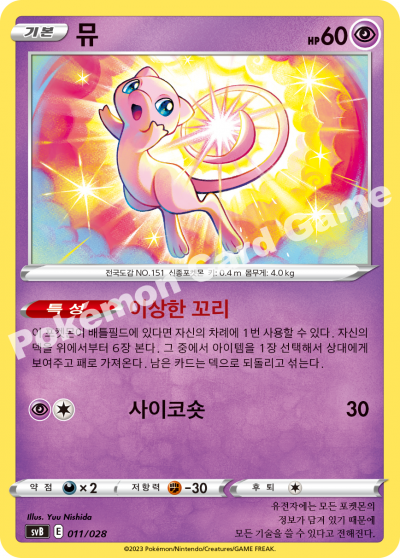 기본 뮤 HP60
전국도감 NO.151 신종포켓몬 키: 0.4 m 몸무게: 4.0 kg
특성 이상한 꼬리
이 포켓몬이 배틀필드에 있다면 자신의 차례에 1번 사용할 수 있다. 자신의
덱을 위에서부터 6장 본다. 그 중에서 아이템을 1장 선택해서 상대에게
보여주고 패로 가져온다. 남은 카드는 덱으로 되돌리고 섞는다.
사이코숏 30
약점 ×2 저항력 -30 후퇴
Illus. Yuu Nishida
svB E 011/028
유전자에는 모든 포켓몬의
정보가 담겨 있기 때문에
모든 기술을 쓸 수 있다고 전해진다.
©2023 Pokémon/Nintendo/Creatures/GAME FREAK.
Pokémon Card Game